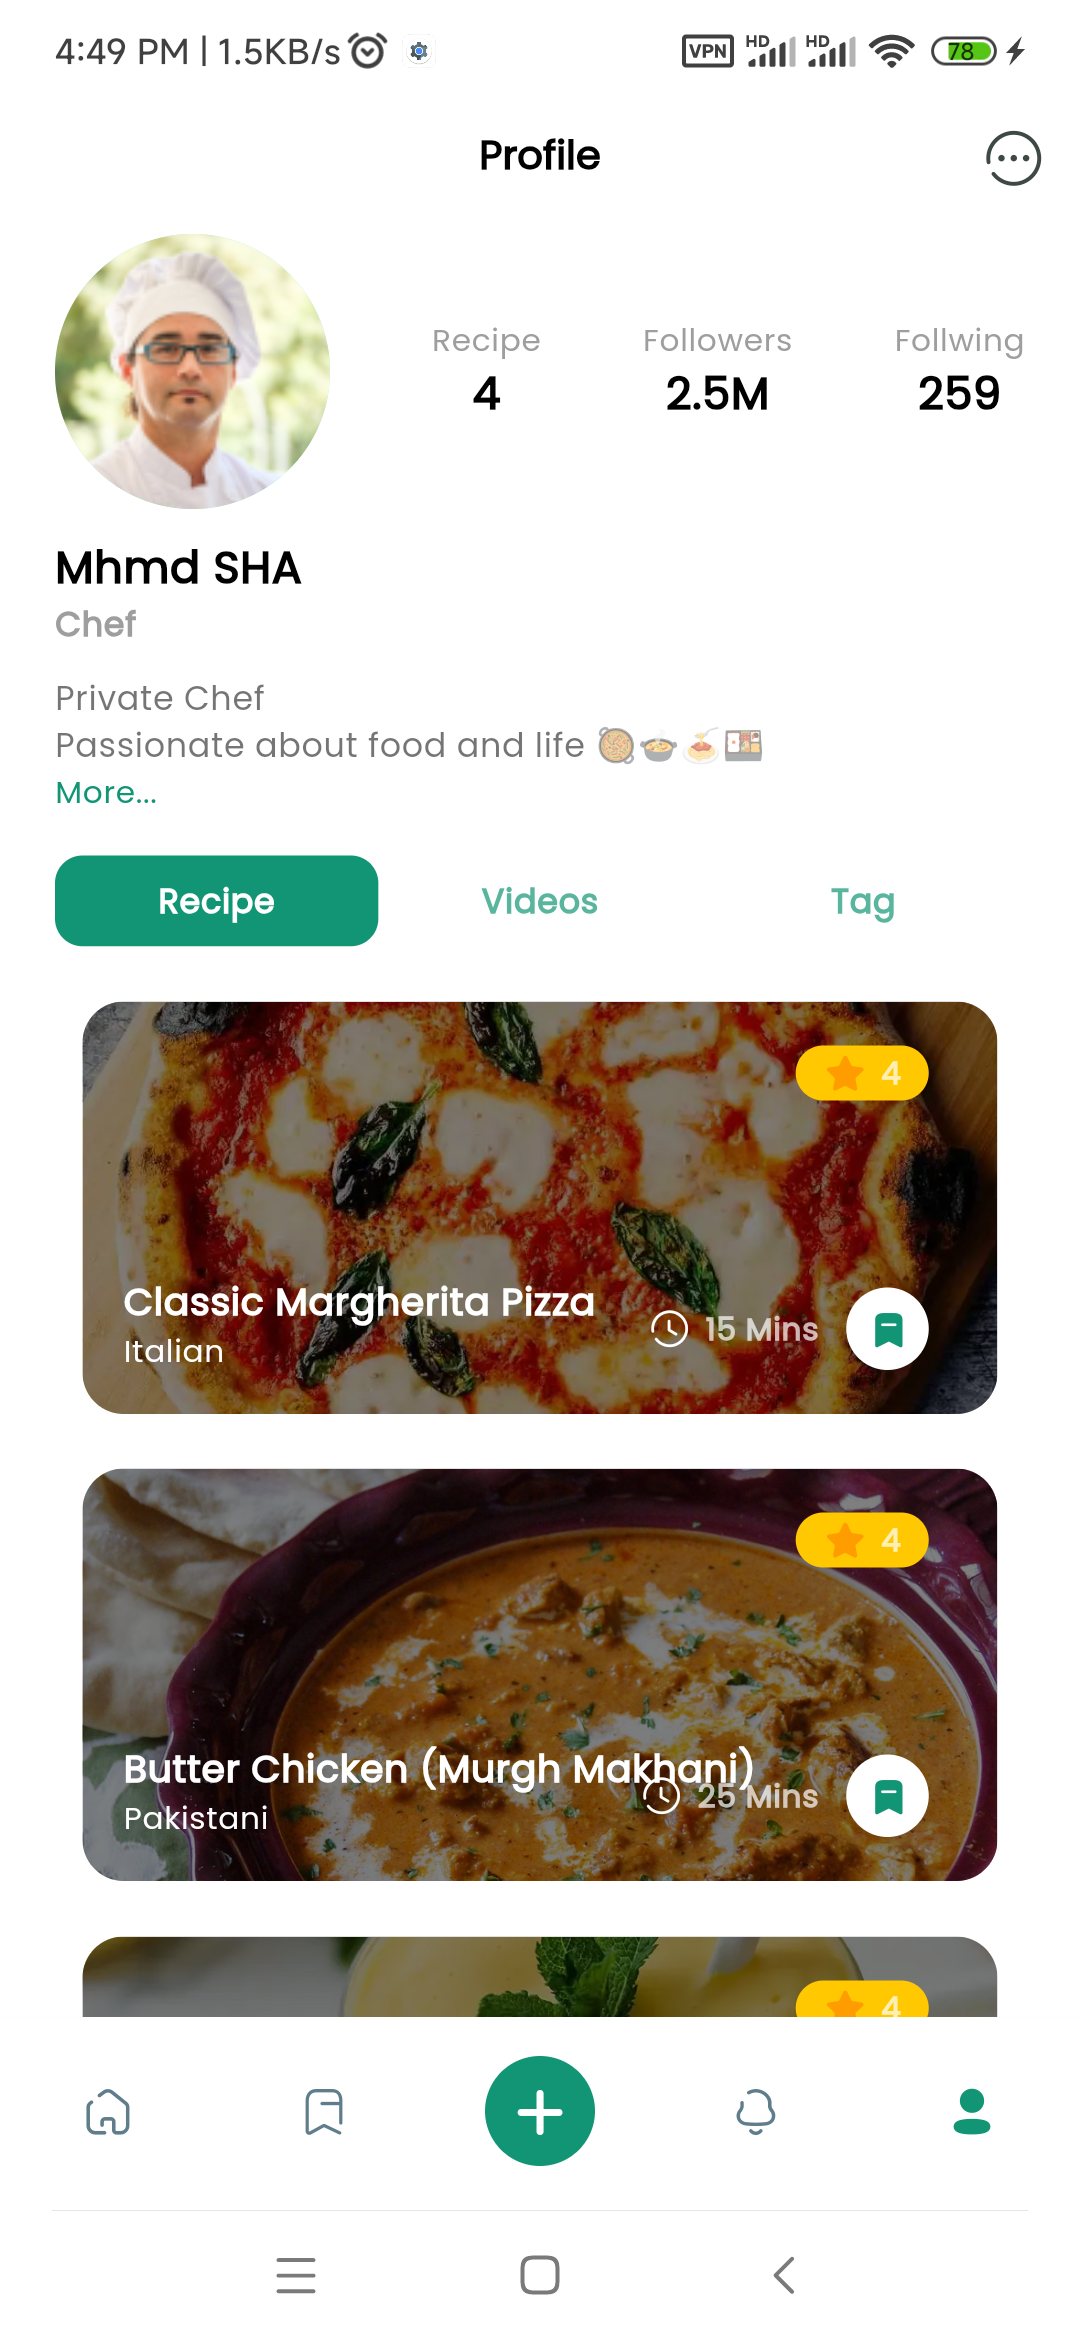 4:49 PM | 1.5KB/s VPN HD HD 78
Profile
Recipe Followers Follwing
4 2.5M 259
Mhmd SHA
Chef
Private Chef
Passionate about food and life 🥘🍲🍝🍱
More...
Recipe Videos Tag
4
Classic Margherita Pizza
15 Mins
Italian
4
Butter Chicken (Murgh Makhani)
25 Mins
Pakistani
4